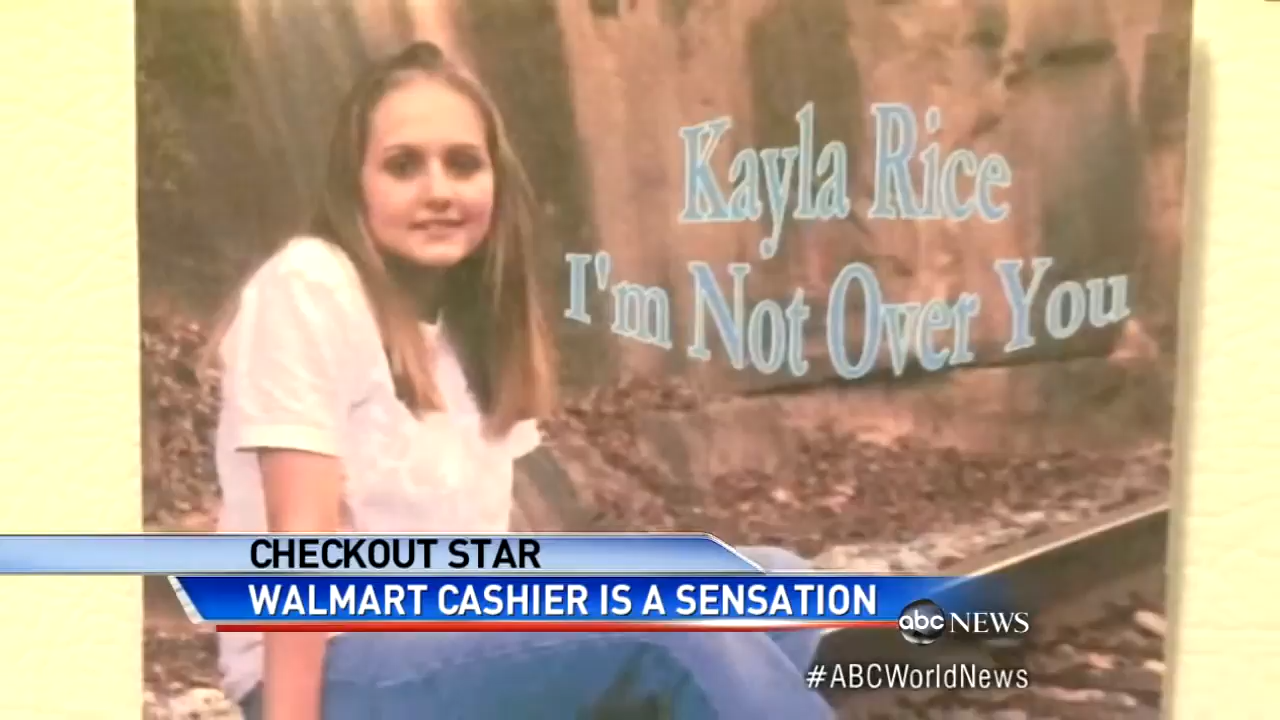 Kayla Rice
I'm Not Over You
CHECKOUT STAR
WALMART CASHIER IS A SENSATION
abc NEWS
#ABCWorldNews